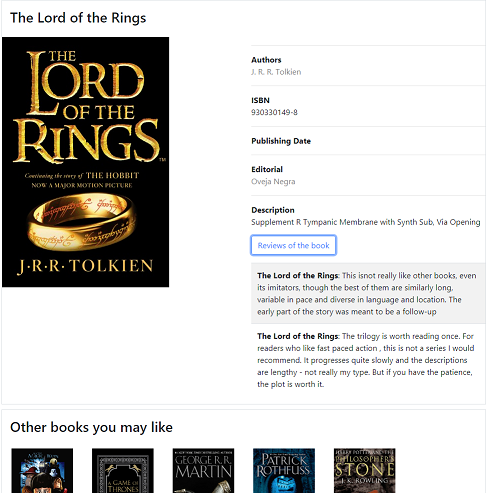 The Lord of the Rings
THE
LORD
OF THE
RINGS™
Continuing the story of THE HOBBIT
NOW A MAJOR MOTION PICTURE
J·R·R·TOLKIEN
Authors
J. R. R. Tolkien
ISBN
930330149-8
Publishing Date
Editorial
Oveja Negra
Description
Supplement R Tympanic Membrane with Synth Sub, Via Opening
Reviews of the book
The Lord of the Rings: This isnot really like other books, even
its imitators, though the best of them are similarly long,
variable in pace and diverse in language and location. The
early part of the story was meant to be a follow-up
The Lord of the Rings: The trilogy is worth reading once. For
readers who like fast paced action , this is not a series I would
recommend. It progresses quite slowly and the descriptions
are lengthy - not really my type. But if you have the patience,
the plot is worth it.
Other books you may like
A GAME OF
THRONES
GEORGE R. R.
MARTIN
PATRICK
ROTHFUSS
HARRY POTTER AND THE
PHILOSOPHER'S
STONE
J. K. ROWLING